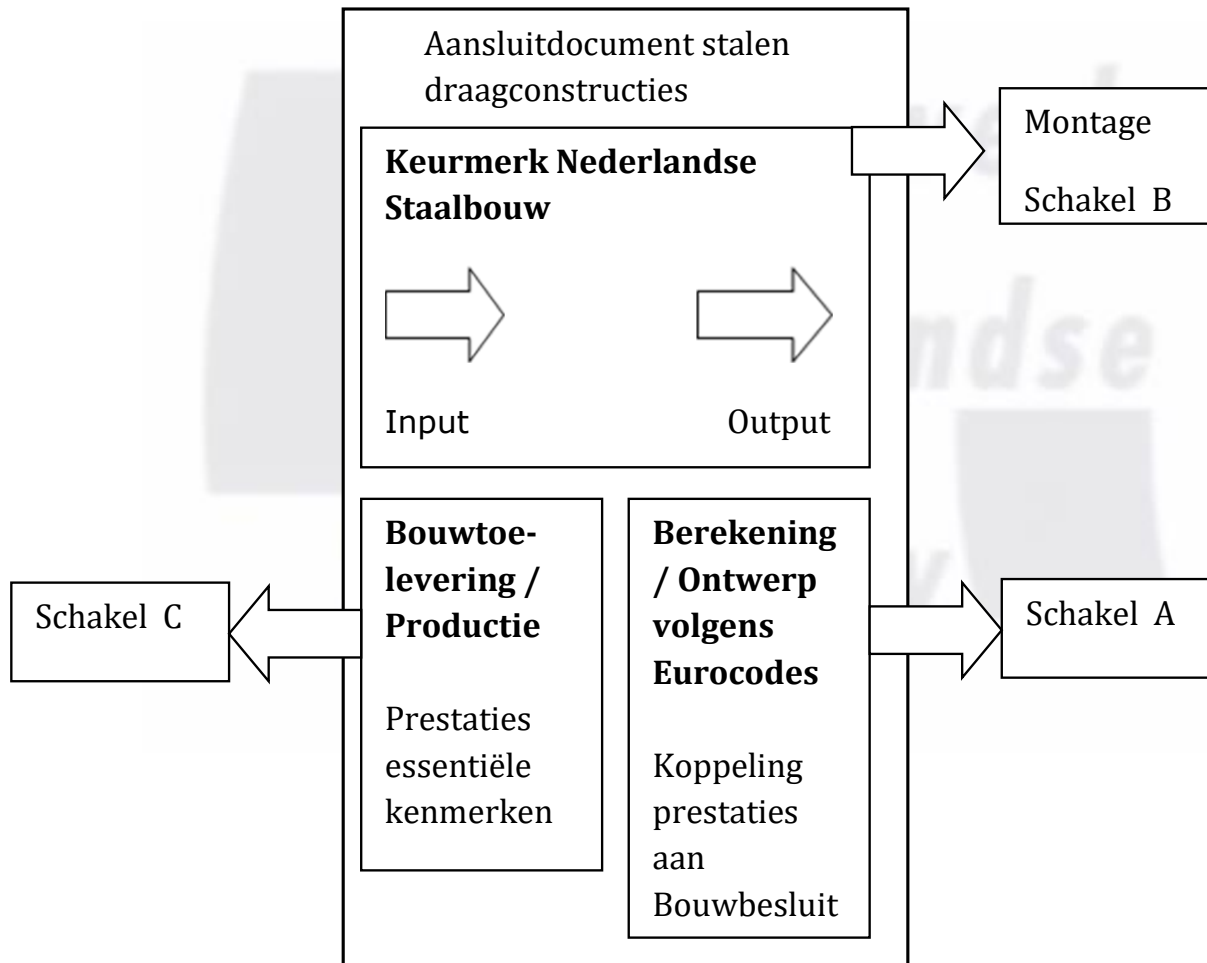 Aansluitdocument stalen
draagconstructies
Keurmerk Nederlandse
Staalbouw
Input
Output
Montage
Schakel B
Bouwtoe-
levering /
Productie
Prestaties
essentiële
kenmerken
Berekening
/ Ontwerp
volgens
Eurocodes
Koppeling
prestaties
aan
Bouwbesluit
Schakel C
Schakel A